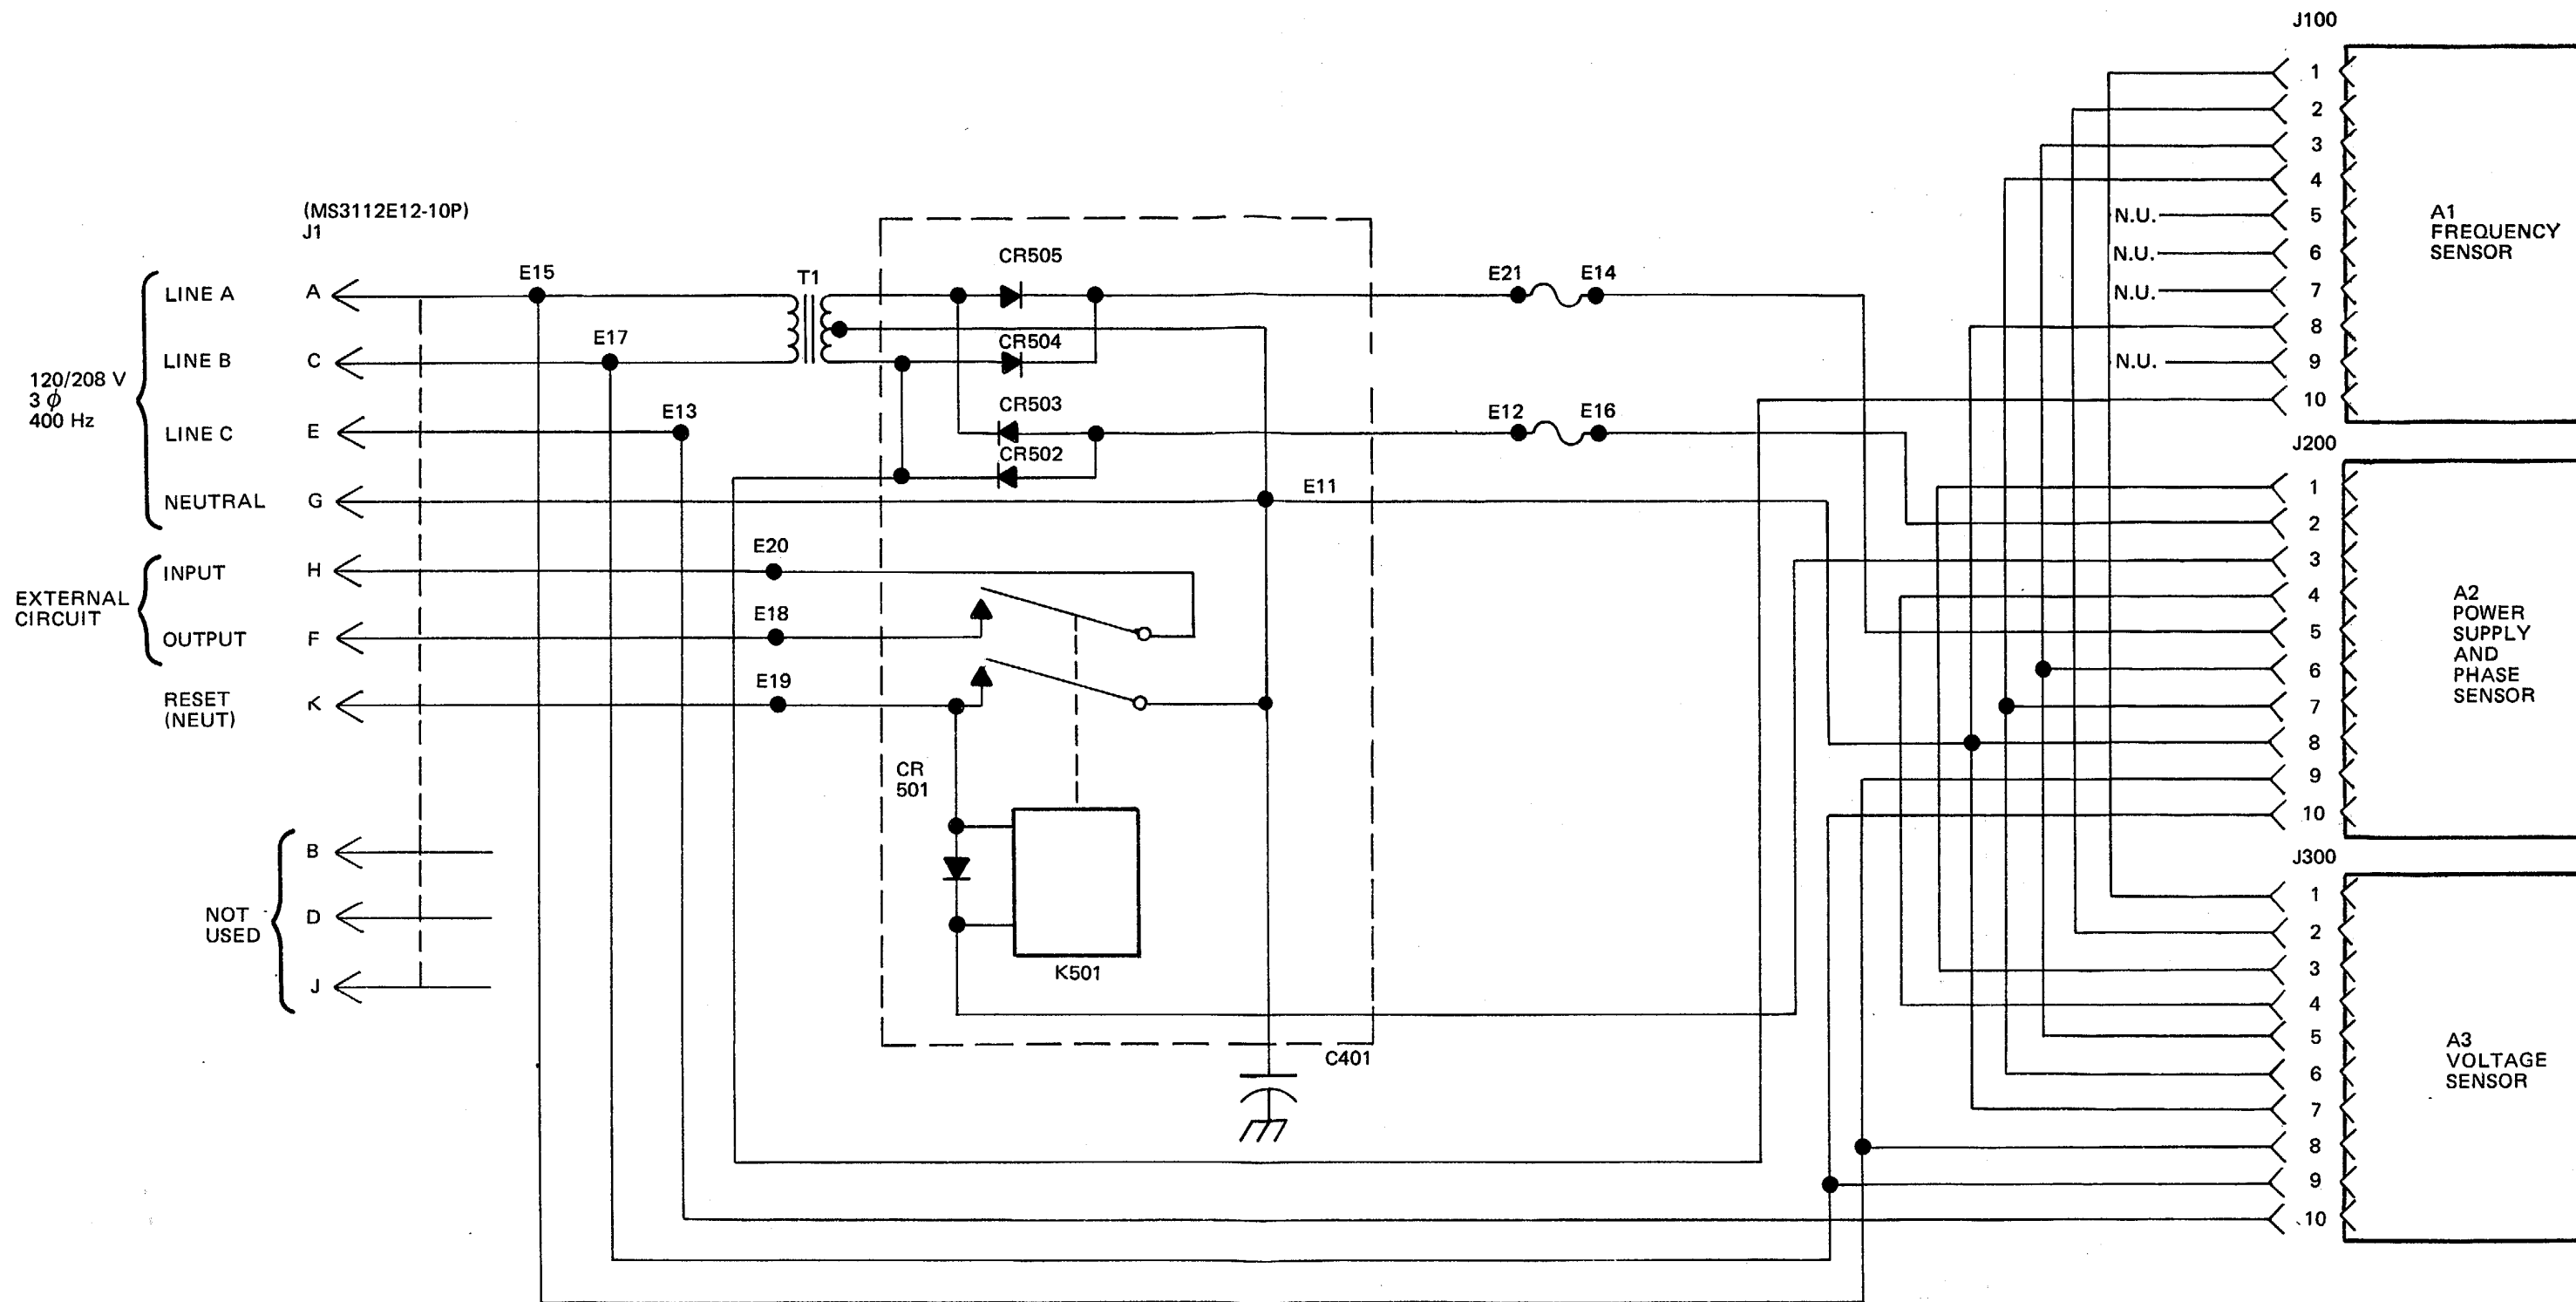 (MS3112E12-10P)
J1
120/208 V
3 ϕ
400 Hz
LINE A
A
LINE B
C
LINE C
E
NEUTRAL
G
EXTERNAL
CIRCUIT
INPUT
H
OUTPUT
F
RESET
(NEUT)
K
NOT
USED
B
D
J
E15
E17
E13
E20
E18
E19
T1
CR505
CR504
CR503
CR502
CR
501
K501
C401
E11
E21
E14
E12
E16
J100
1
2
3
4
N.U.
5
N.U.
6
N.U.
7
8
N.U.
9
10
A1
FREQUENCY
SENSOR
J200
1
2
3
4
5
6
7
8
9
10
A2
POWER
SUPPLY
AND
PHASE
SENSOR
J300
1
2
3
4
5
6
7
8
9
10
A3
VOLTAGE
SENSOR